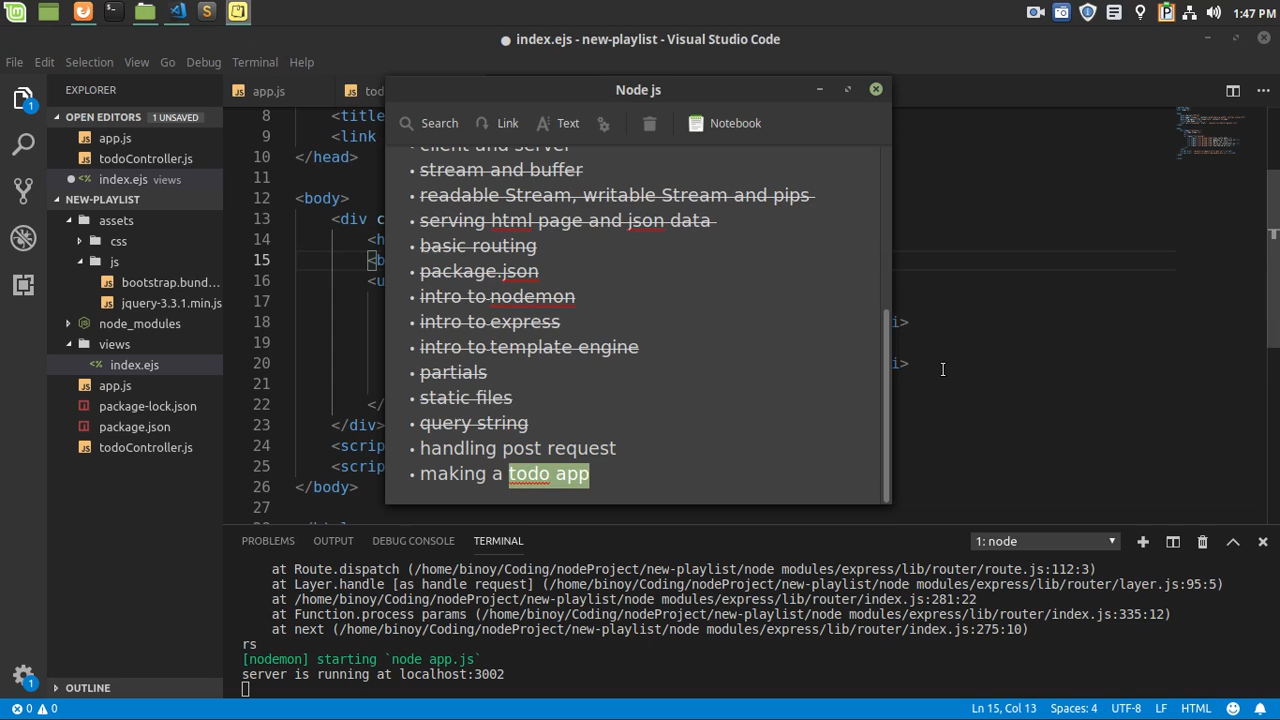 1:47 PM
● index.ejs - new-playlist - Visual Studio Code
File Edit Selection View Go Debug Terminal Help
EXPLORER
app.js
OPEN EDITORS 1 UNSAVED
app.js
todoController.js
index.ejs views
NEW-PLAYLIST
assets
css
js
bootstrap.bund...
jquery-3.3.1.min.js
node_modules
views
index.ejs
app.js
package-lock.json
package.json
todoController.js
OUTLINE
8 <title
9 <link
10 </head>
11
12 <body>
13 <div c
14 <h
15 <b
16 <u
17
18 i>
19
20 i>
21
22 </
23 </div>
24 <scrip
25 <scrip
26 </body>
27
Node js
Search Link Text Notebook
• client and server
• stream and buffer
• readable Stream, writable Stream and pips
• serving html page and json data
• basic routing
• package.json
• intro to nodemon
• intro to express
• intro to template engine
• partials
• static files
• query string
• handling post request
• making a todo app
PROBLEMS OUTPUT DEBUG CONSOLE TERMINAL 1: node
at Route.dispatch (/home/binoy/Coding/nodeProject/new-playlist/node modules/express/lib/router/route.js:112:3)
at Layer.handle [as handle request] (/home/binoy/Coding/nodeProject/new-playlist/node modules/express/lib/router/layer.js:95:5)
at /home/binoy/Coding/nodeProject/new-playlist/node modules/express/lib/router/index.js:281:22
at Function.process params (/home/binoy/Coding/nodeProject/new-playlist/node modules/express/lib/router/index.js:335:12)
at next (/home/binoy/Coding/nodeProject/new-playlist/node modules/express/lib/router/index.js:275:10)
rs
[nodemon] starting `node app.js`
server is running at localhost:3002
0 0 Ln 15, Col 13 Spaces: 4 UTF-8 LF HTML